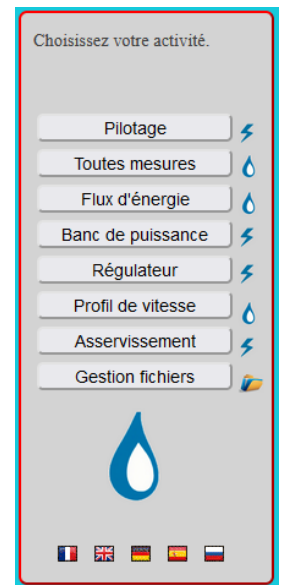 Choisissez votre activité.
Pilotage
Toutes mesures
Flux d'énergie
Banc de puissance
Régulateur
Profil de vitesse
Asservissement
Gestion fichiers